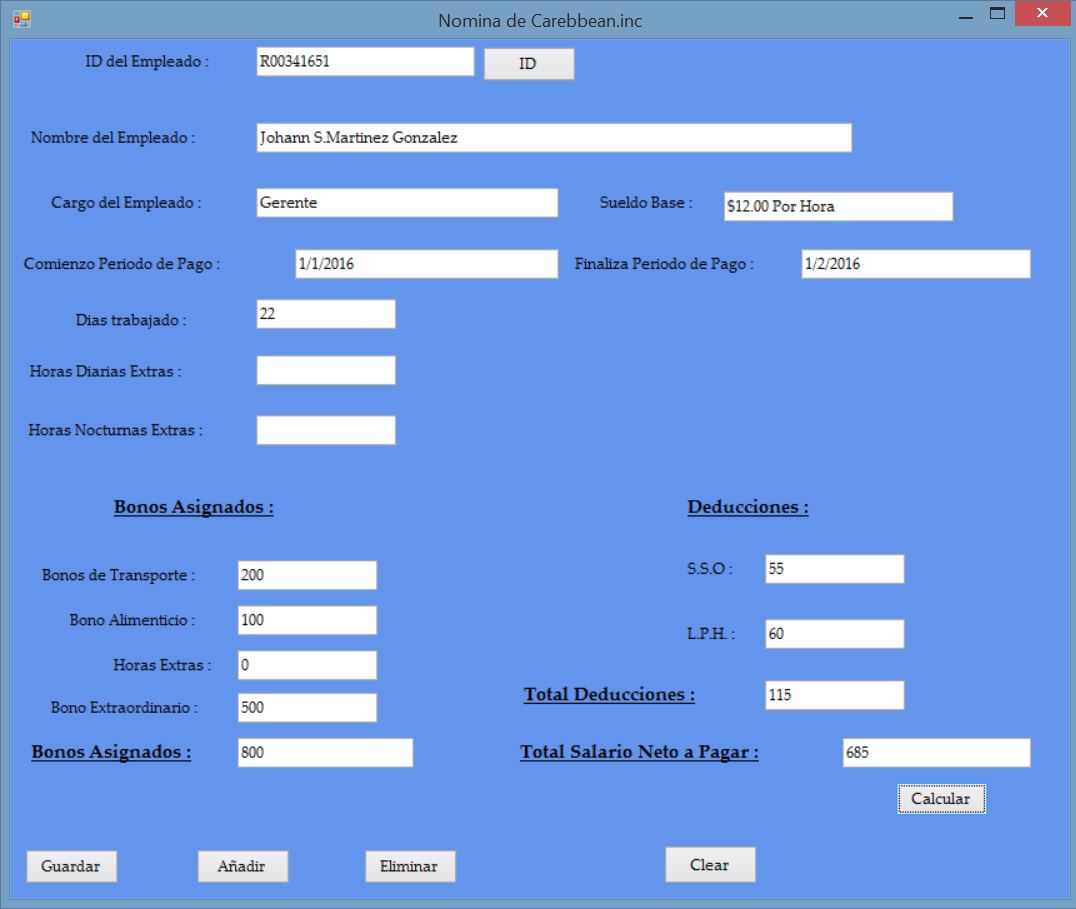 Nomina de Carebbean.inc
ID del Empleado : R00341651 ID
Nombre del Empleado : Johann S.Martinez Gonzalez
Cargo del Empleado : Gerente Sueldo Base : $12.00 Por Hora
Comienzo Periodo de Pago : 1/1/2016 Finaliza Periodo de Pago : 1/2/2016
Dias trabajado : 22
Horas Diarias Extras :
Horas Nocturnas Extras :
Bonos Asignados : Deducciones :
Bonos de Transporte : 200 S.S.O : 55
Bono Alimenticio : 100 L.P.H. : 60
Horas Extras : 0
Bono Extraordinario : 500 Total Deducciones : 115
Bonos Asignados : 800 Total Salario Neto a Pagar : 685
Calcular
Guardar Añadir Eliminar Clear